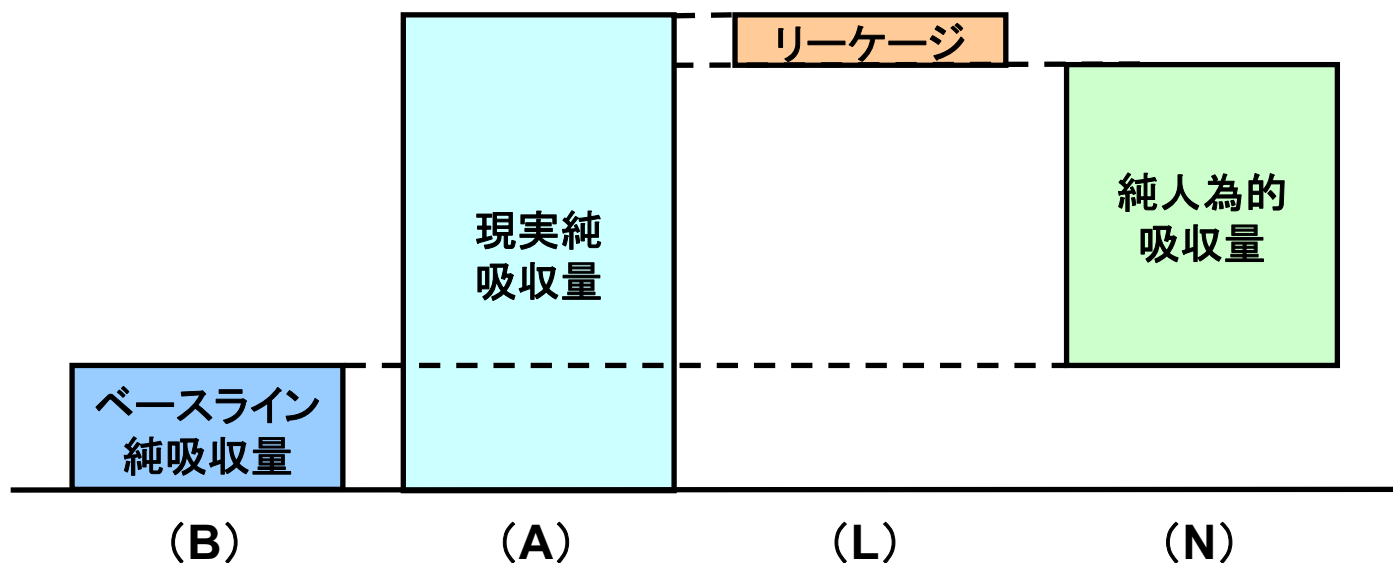 リーケージ
現実純
吸収量
純人為的
吸収量
ベースライン
純吸収量
（B）
（A）
（L）
（N）